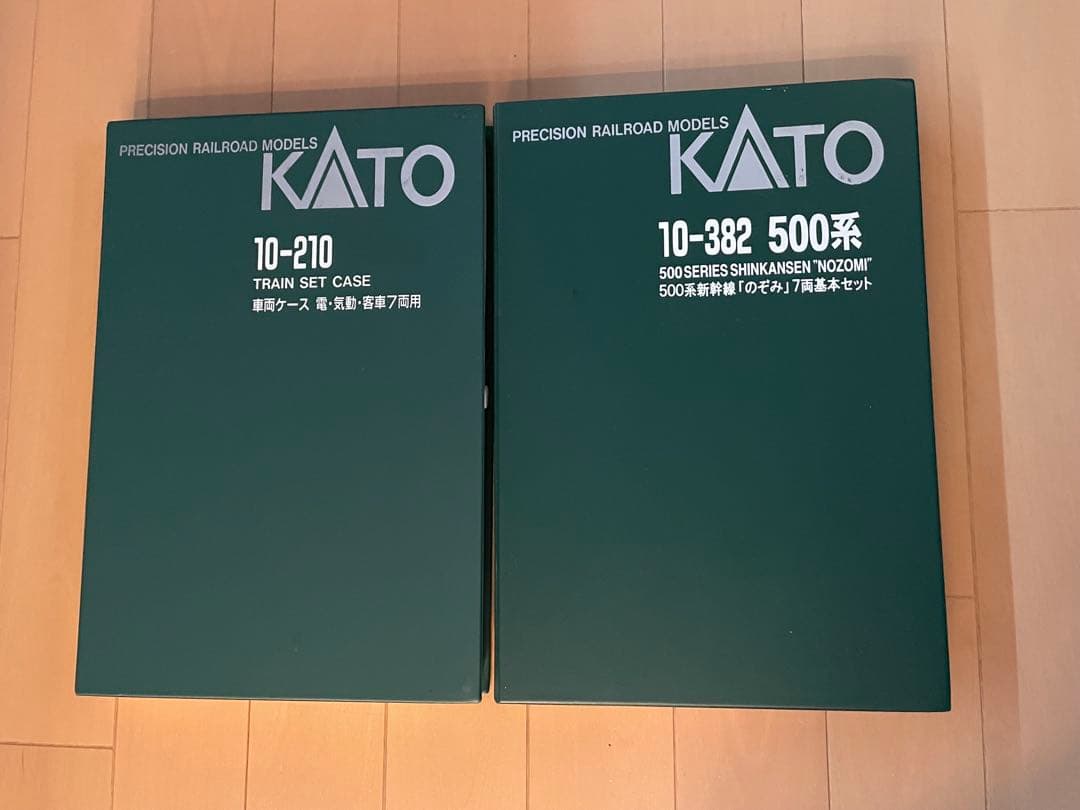 PRECISION RAILROAD MODELS
KATO
10-210
TRAIN SET CASE
車両ケース 電・気動・客車7両用
PRECISION RAILROAD MODELS
KATO
10-382 500系
500 SERIES SHINKANSEN "NOZOMI"
500系新幹線「のぞみ」7両基本セット